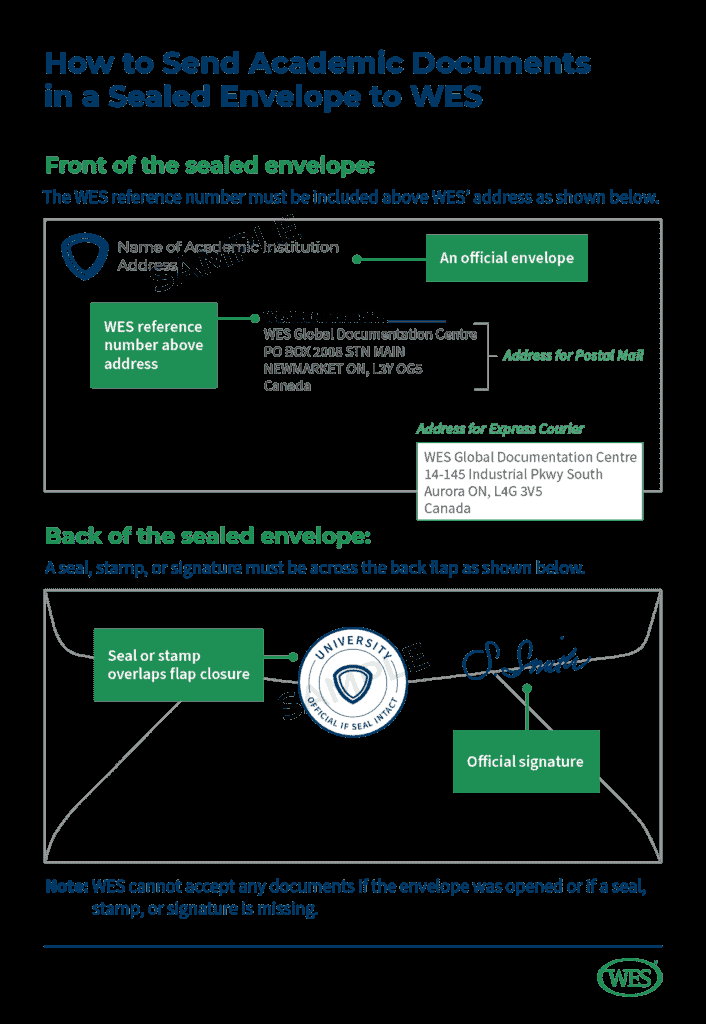 How to Send Academic Documents
in a Sealed Envelope to WES
Front of the sealed envelope:
The WES reference number must be included above WES' address as shown below.
Name of Academic Institution
Address
SAMPLE
An official envelope
WES reference
number above
address
WES Global Documentation Centre
PO BOX 2008 STN MAIN
NEWMARKET ON, L3Y OG5
Canada
Address for Postal Mail
Address for Express Courier
WES Global Documentation Centre
14-145 Industrial Pkwy South
Aurora ON, L4G 3V5
Canada
Back of the sealed envelope:
A seal, stamp, or signature must be across the back flap as shown below.
Seal or stamp
overlaps flap closure
UNIVERSITY
OFFICIAL IF SEAL INTACT
SAMPLE
Official signature
Note: WES cannot accept any documents if the envelope was opened or if a seal,
stamp, or signature is missing.
WES